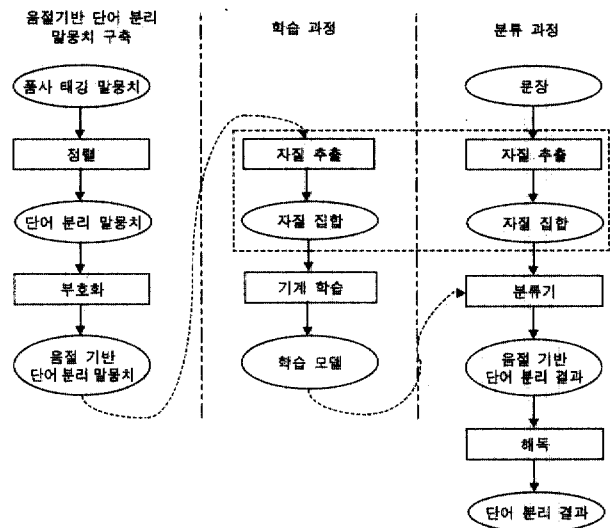 음절기반 단어 분리
말뭉치 구축
품사 태깅 말뭉치
정렬
단어 분리 말뭉치
부호화
음절 기반
단어 분리 말뭉치
학습 과정
자질 추출
자질 집합
기계 학습
학습 모델
분류 과정
문장
자질 추출
자질 집합
분류기
음절 기반
단어 분리 결과
해독
단어 분리 결과